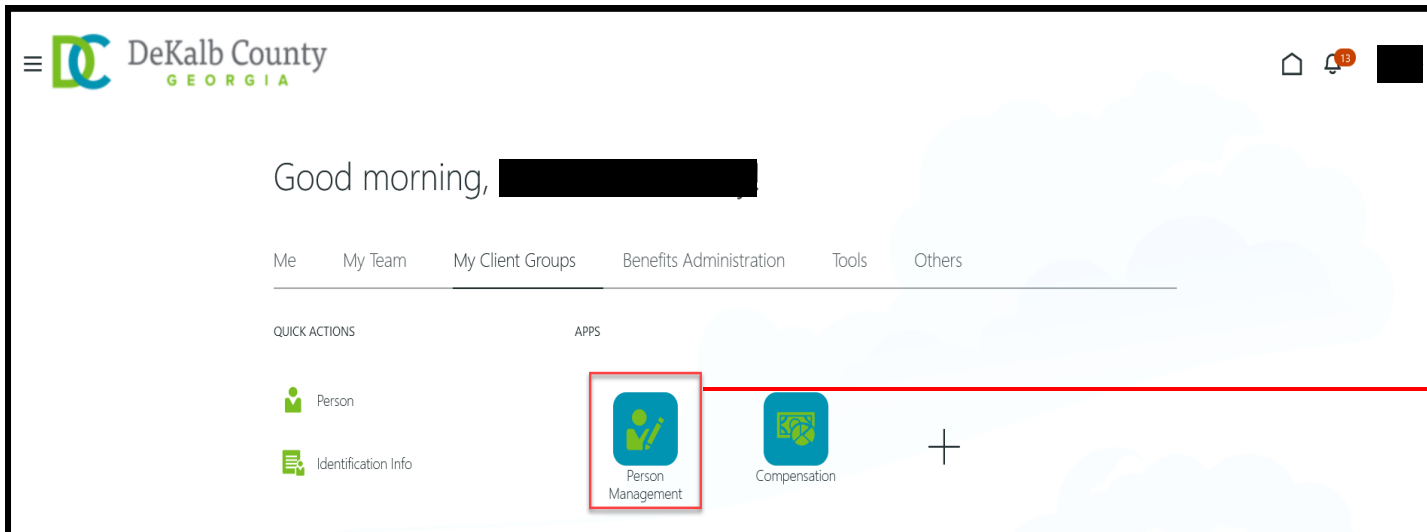 DeKalb County
GEORGIA
13
Good morning,
Me My Team My Client Groups Benefits Administration Tools Others
QUICK ACTIONS APPS
Person
Identification Info
Person
Management
Compensation